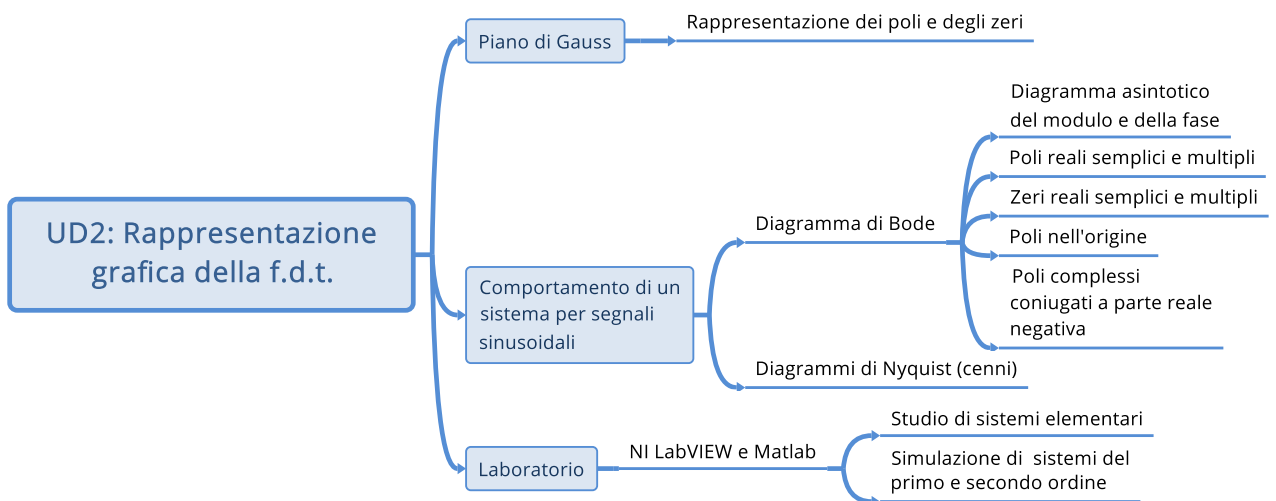 UD2: Rappresentazione
grafica della f.d.t.
Piano di Gauss
Rappresentazione dei poli e degli zeri
Comportamento di un
sistema per segnali
sinusoidali
Diagramma di Bode
Diagramma asintotico
del modulo e della fase
Poli reali semplici e multipli
Zeri reali semplici e multipli
Poli nell'origine
Poli complessi
coniugati a parte reale
negativa
Diagrammi di Nyquist (cenni)
Laboratorio
NI LabVIEW e Matlab
Studio di sistemi elementari
Simulazione di  sistemi del
primo e secondo ordine